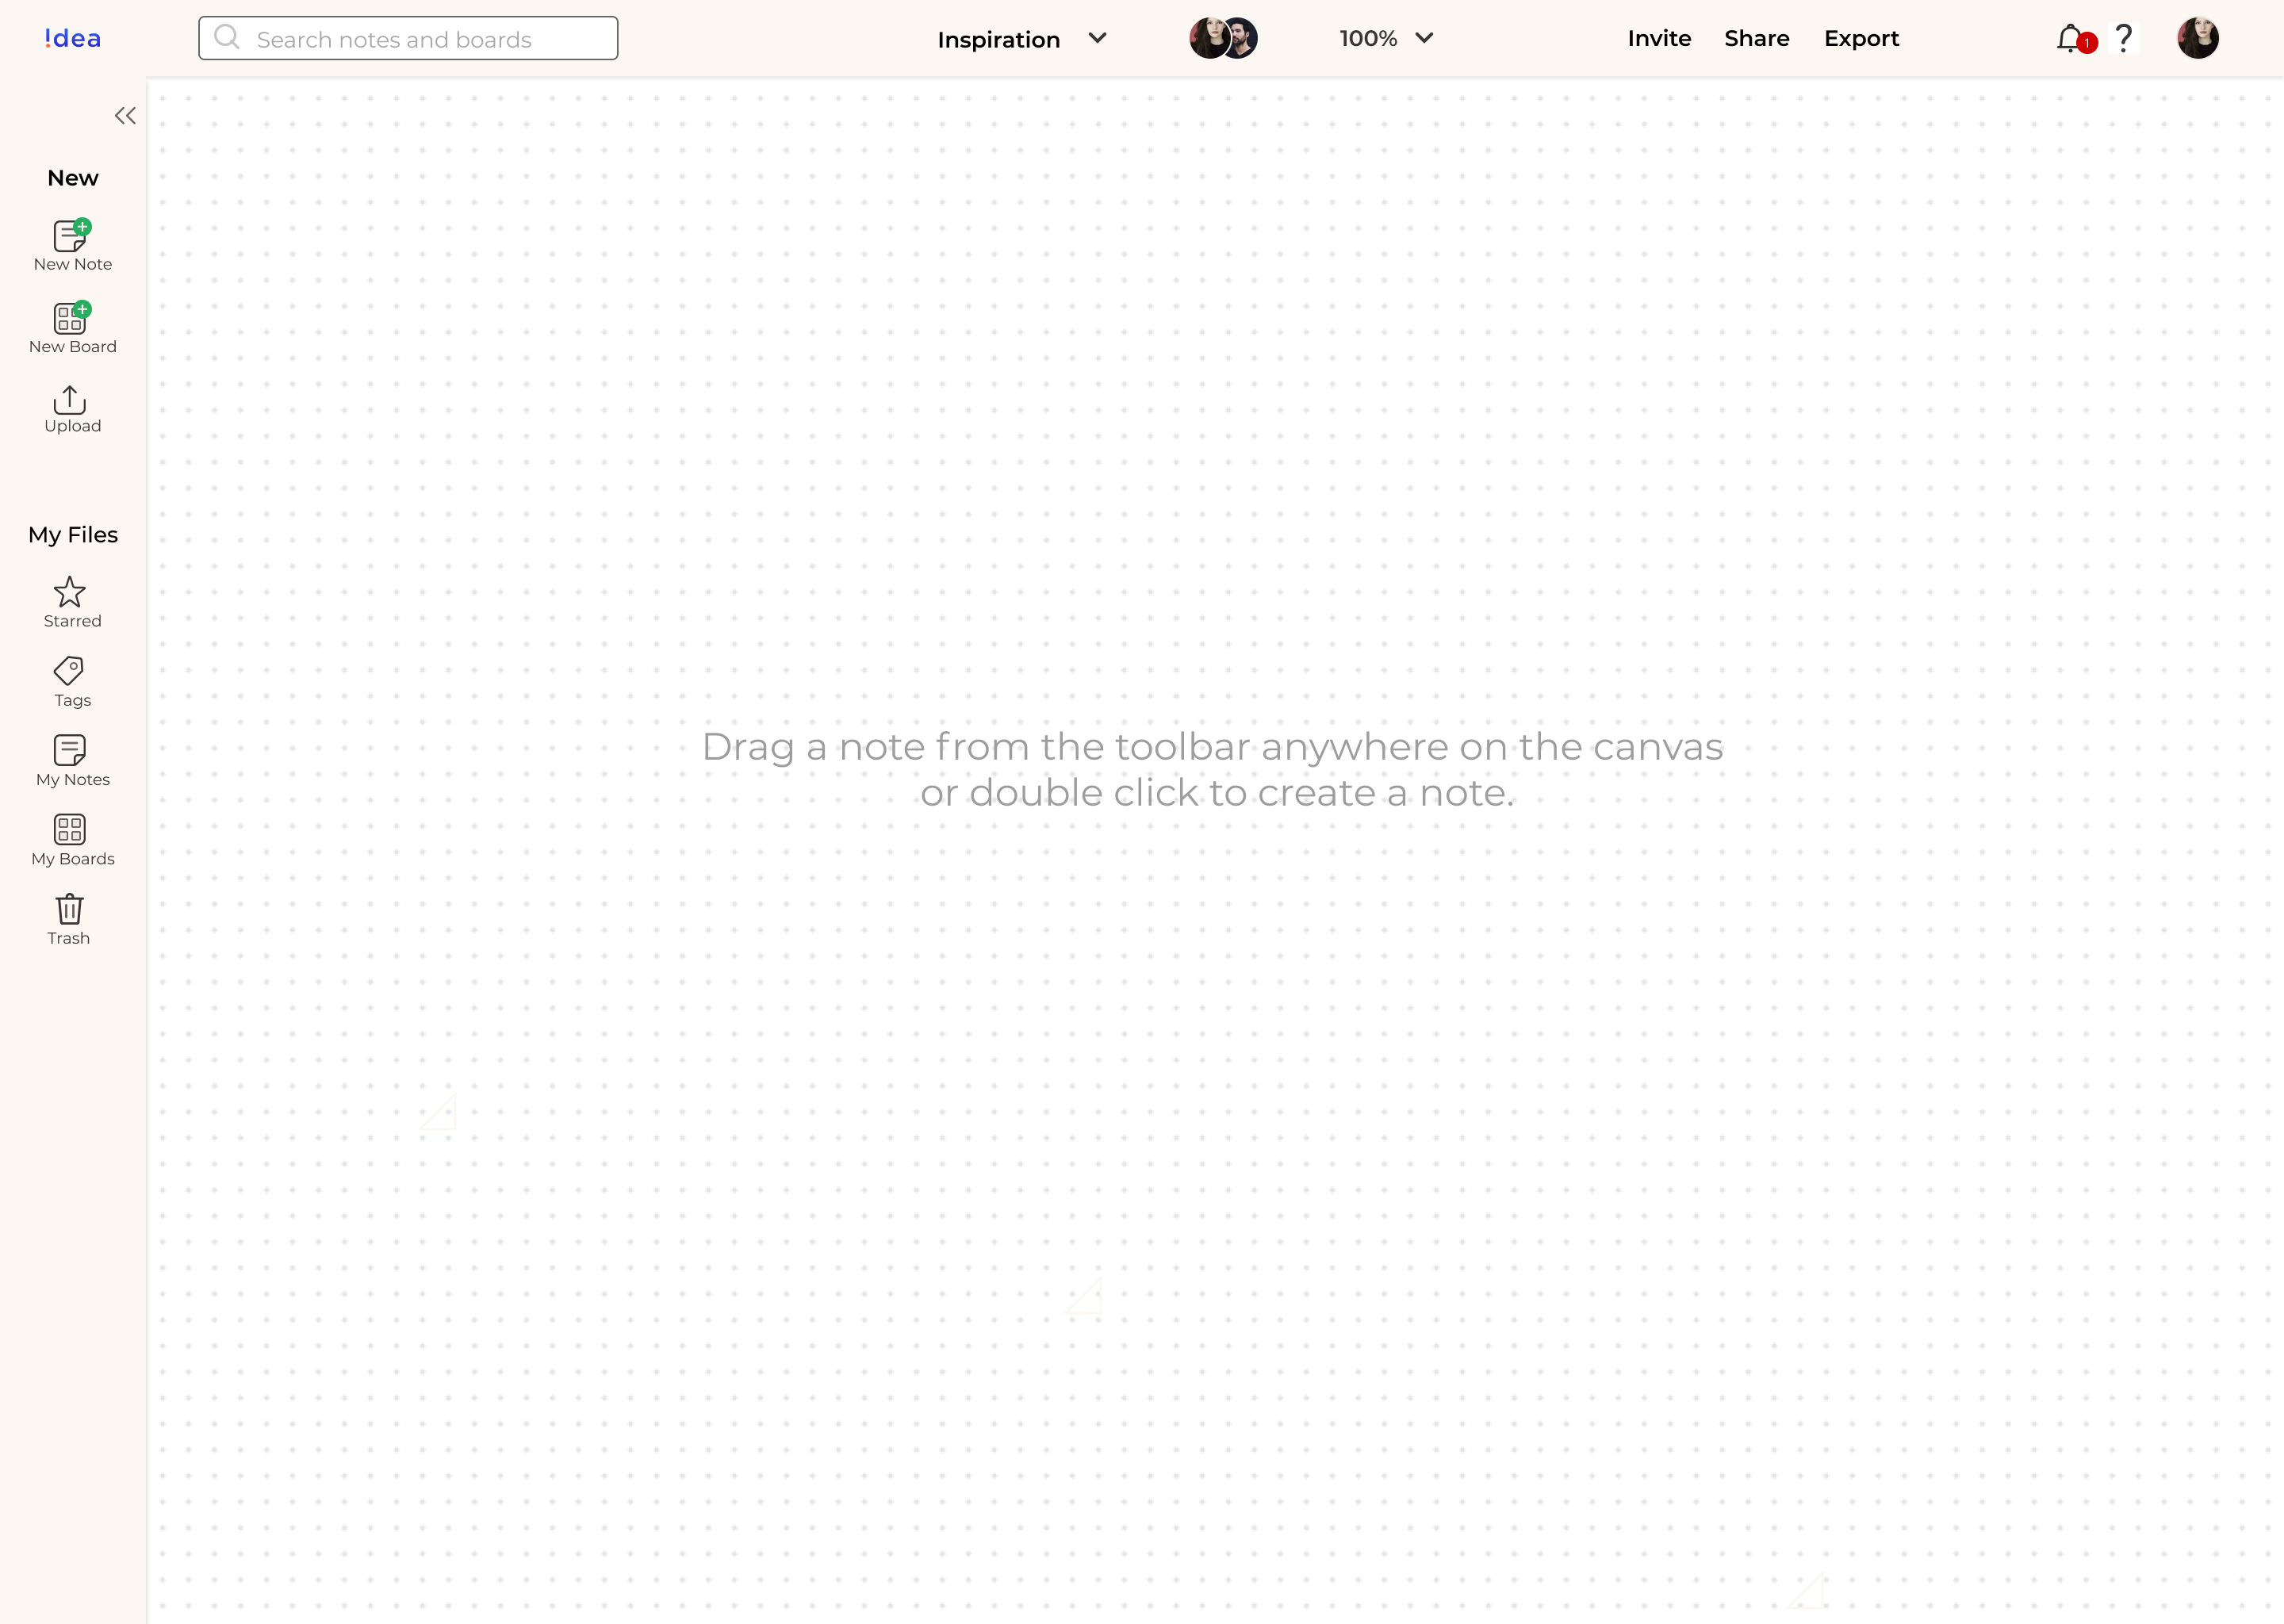 !dea
Search notes and boards
Inspiration
100%
Invite
Share
Export
1
?
New
New Note
New Board
Upload
My Files
Starred
Tags
My Notes
My Boards
Trash
Drag a note from the toolbar anywhere on the canvas
or double click to create a note.